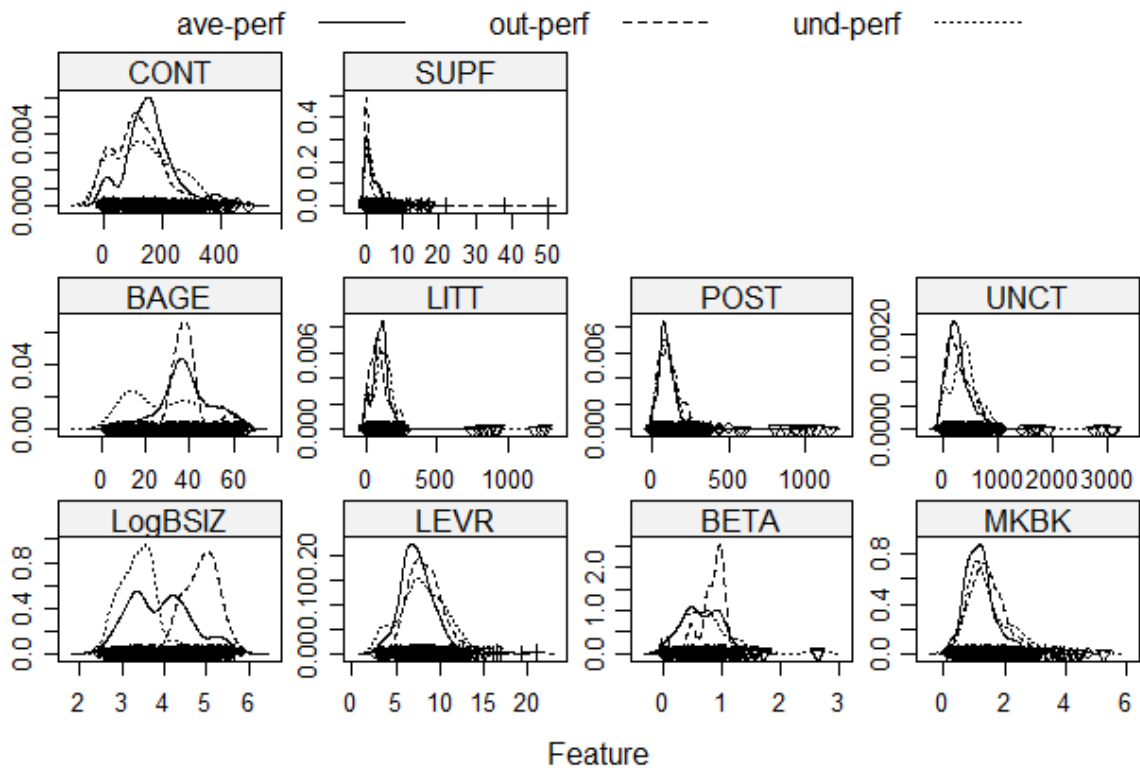 ave-perf out-perf und-perf
CONT SUPF
0.000 0.004 0.0 0.2 0.4
0 200 400 0 10 20 30 40 50
BAGE LITT POST UNCT
0.00 0.04 0.000 0.006 0.000 0.006 0.0000 0.0020
0 20 40 60 0 500 1000 0 500 1000 0 1000 2000 3000
LogBSIZ LEVR BETA MKBK
0.0 0.4 0.8 0.00 0.10 0.20 0.0 1.0 2.0 0.0 0.4 0.8
2 3 4 5 6 0 5 10 15 20 0 1 2 3 0 2 4 6
Feature